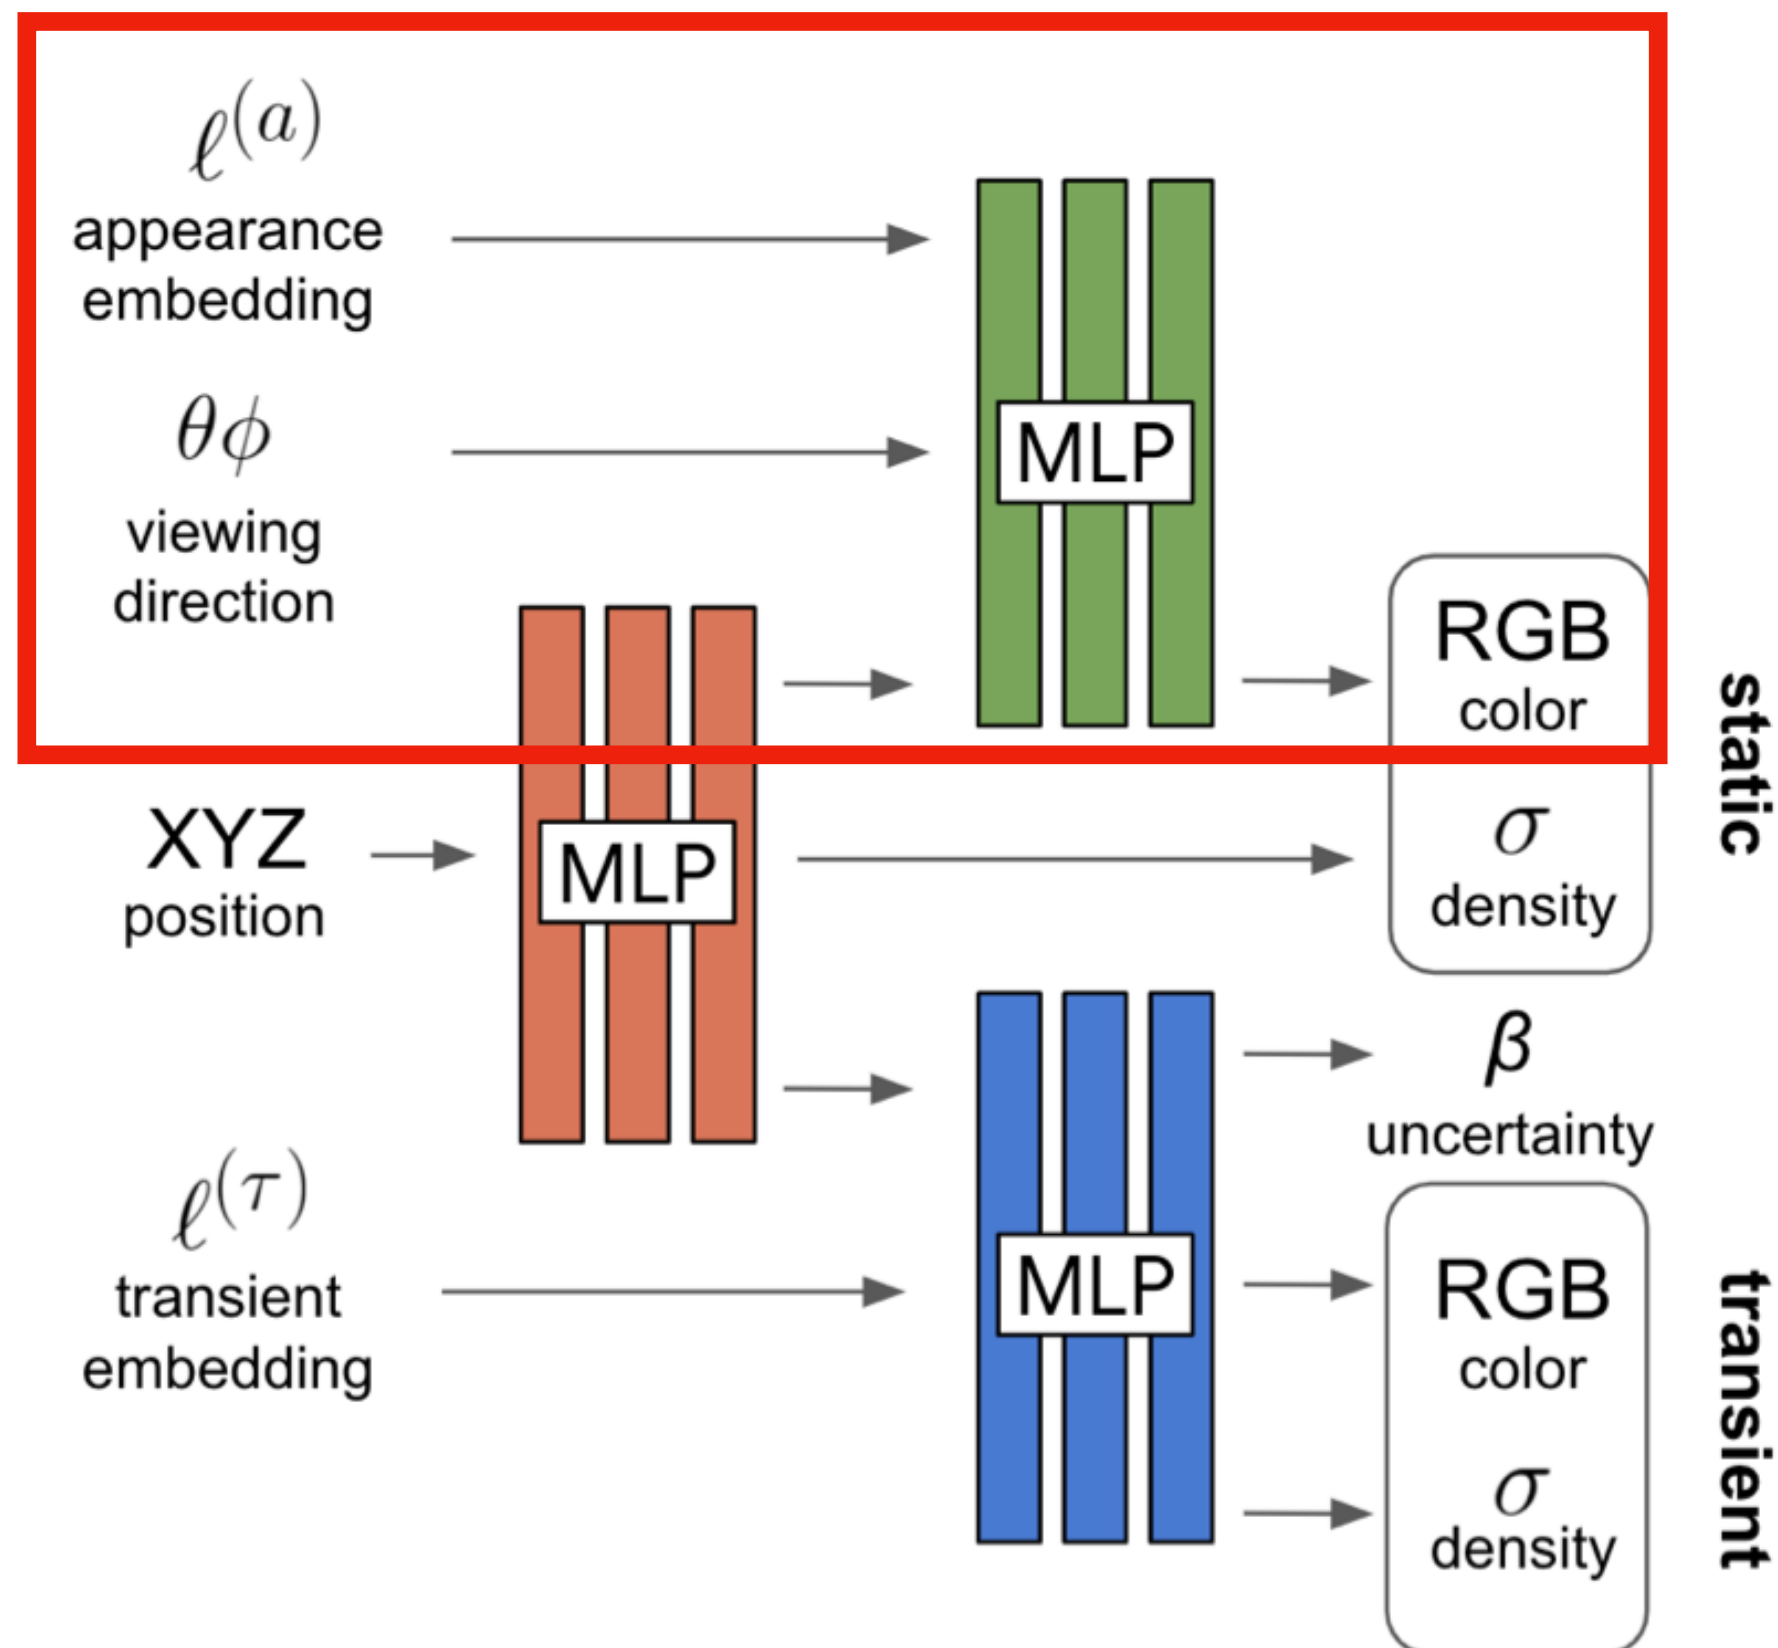 ℓ(a)
appearance
embedding
θϕ
viewing
direction
MLP
RGB
color
XYZ
position
MLP
σ
density
static
β
uncertainty
ℓ(τ)
transient
embedding
MLP
RGB
color
σ
density
transient